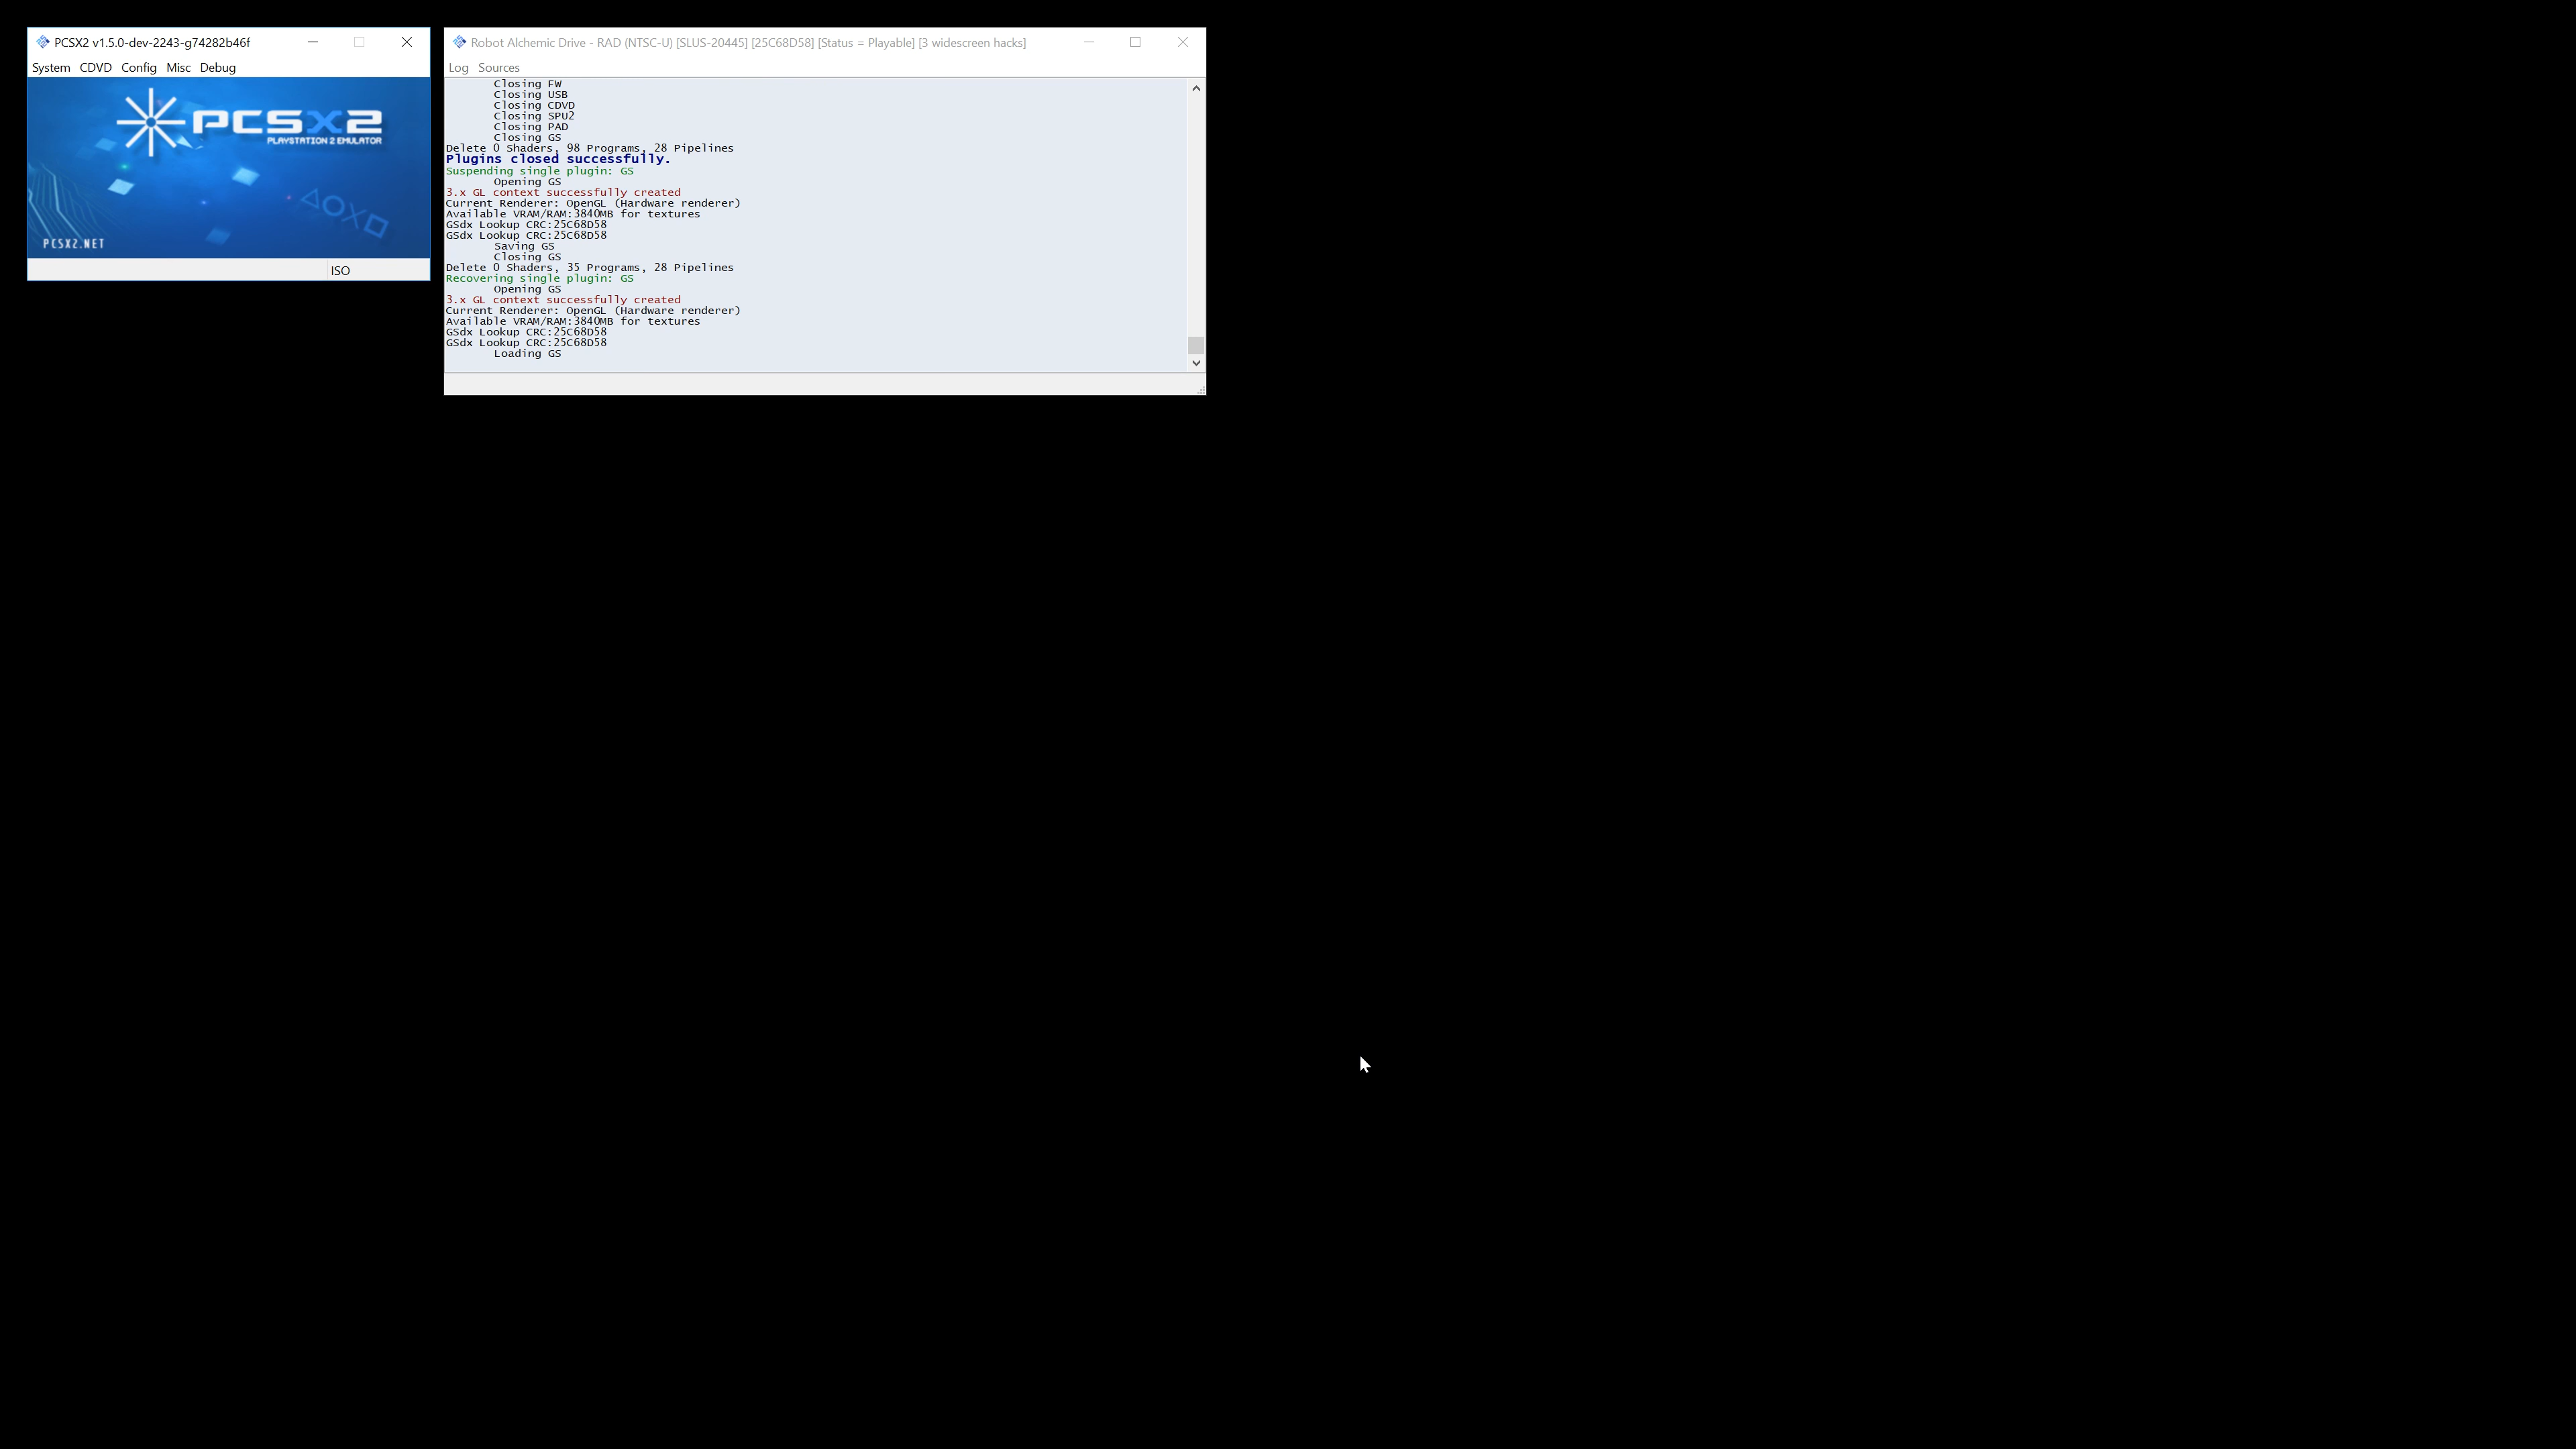 PCSX2 v1.5.0-dev-2243-g74282b46f
System CDVD Config Misc Debug
PCSX2
PLAYSTATION 2 EMULATOR
PCSX2.NET
ISO
Robot Alchemic Drive - RAD (NTSC-U) [SLUS-20445] [25C68D58] [Status = Playable] [3 widescreen hacks]
Log Sources
Closing FW
Closing USB
Closing CDVD
Closing SPU2
Closing PAD
Closing GS
Delete 0 Shaders, 98 Programs, 28 Pipelines
Plugins closed successfully.
Suspending single plugin: GS
Opening GS
3.x GL context successfully created
Current Renderer: OpenGL (Hardware renderer)
Available VRAM/RAM:3840MB for textures
GSdx Lookup CRC:25C68D58
GSdx Lookup CRC:25C68D58
Saving GS
Closing GS
Delete 0 Shaders, 35 Programs, 28 Pipelines
Recovering single plugin: GS
Opening GS
3.x GL context successfully created
Current Renderer: OpenGL (Hardware renderer)
Available VRAM/RAM:3840MB for textures
GSdx Lookup CRC:25C68D58
GSdx Lookup CRC:25C68D58
Loading GS